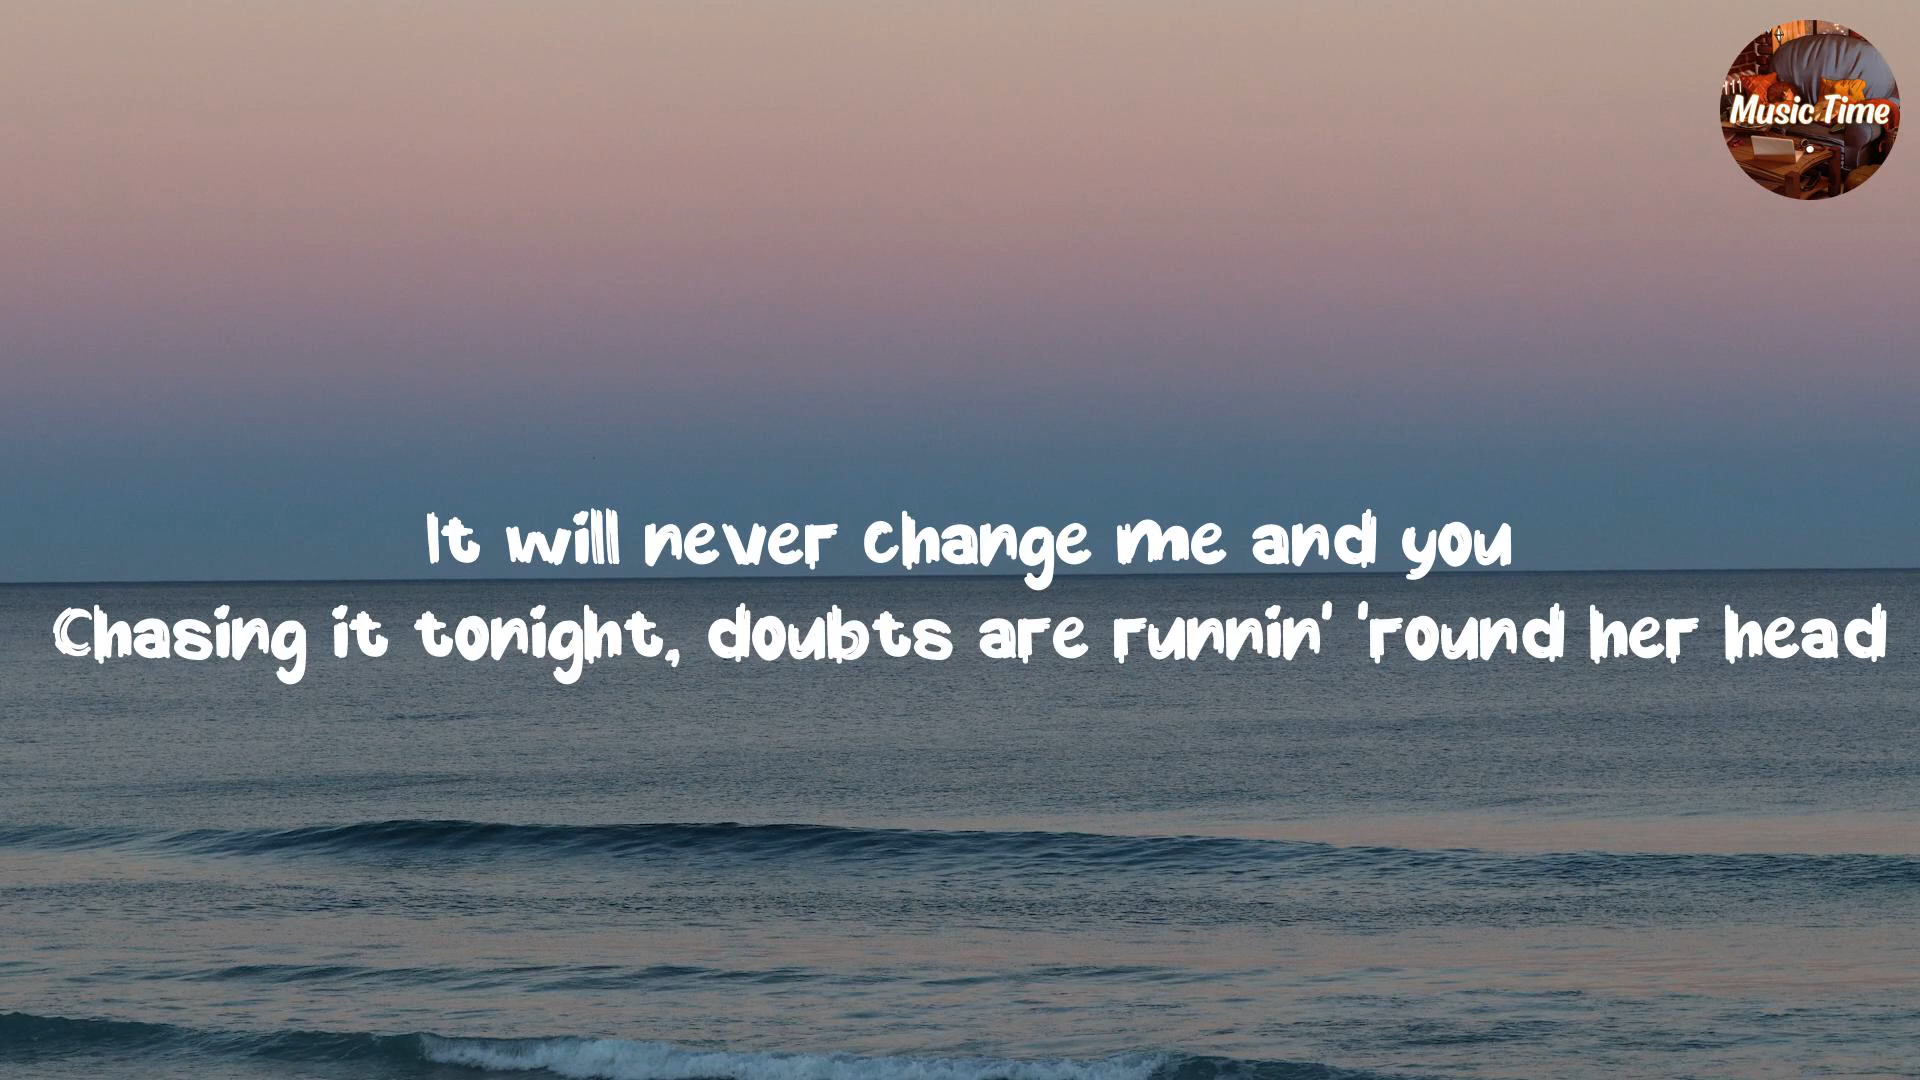 Music Time
It will never change me and you
Chasing it tonight, doubts are runnin' 'round her head